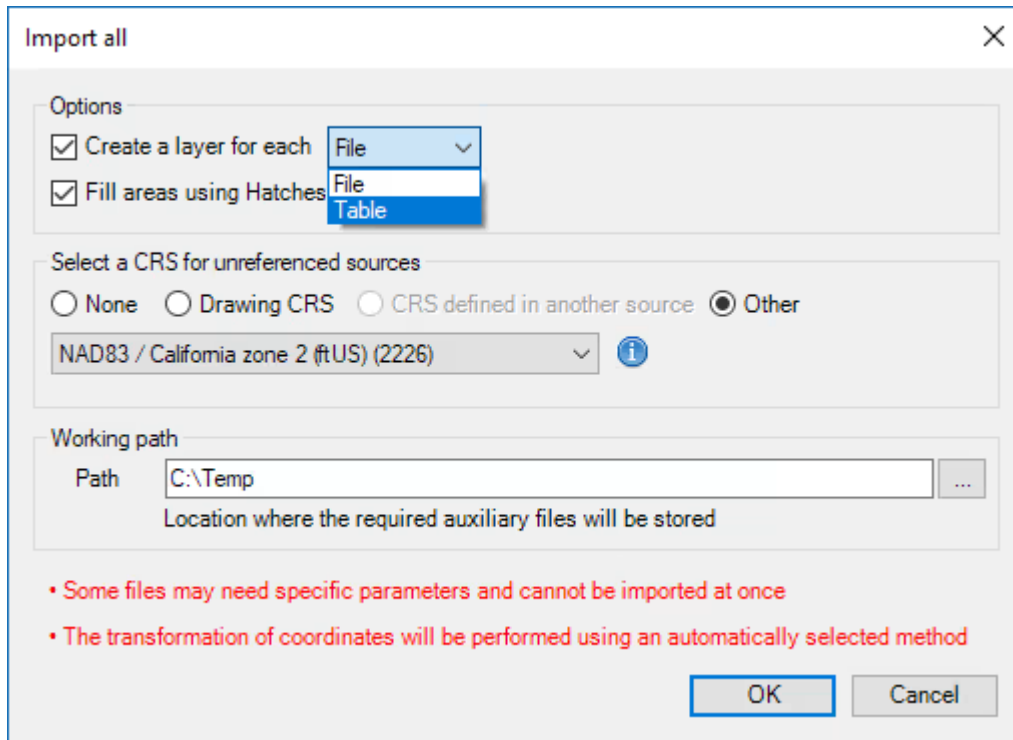 Import all
Options
Create a layer for each File
File
Fill areas using Hatches
Table
Select a CRS for unreferenced sources
None Drawing CRS CRS defined in another source Other
NAD83 / California zone 2 (ftUS) (2226)
i
Working path
Path C:\Temp ...
Location where the required auxiliary files will be stored
• Some files may need specific parameters and cannot be imported at once
• The transformation of coordinates will be performed using an automatically selected method
OK Cancel